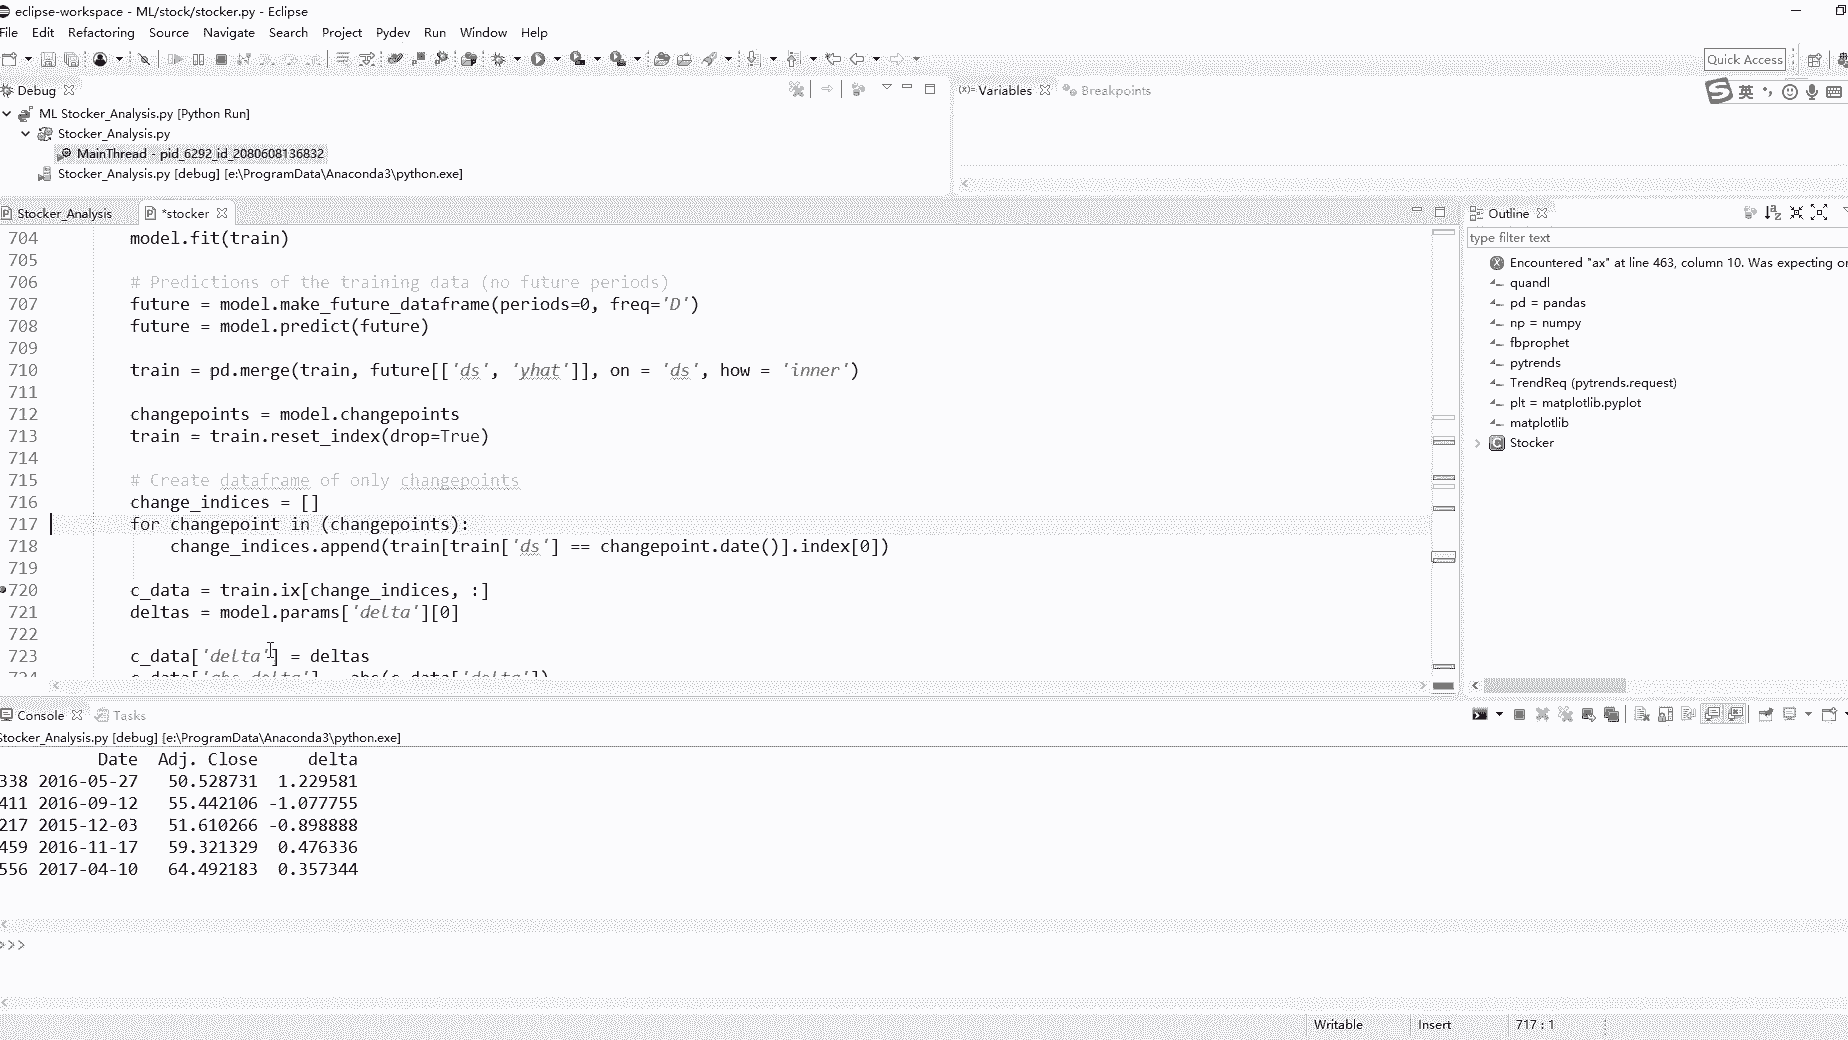 eclipse-workspace - ML/stock/stocker.py - Eclipse
File Edit Refactoring Source Navigate Search Project Pydev Run Window Help
Quick Access
Debug
Variables Breakpoints
英
ML Stocker_Analysis.py [Python Run]
Stocker_Analysis.py
MainThread - pid_6292_id_2080608136832
Stocker_Analysis.py [debug] [e:\ProgramData\Anaconda3\python.exe]
Stocker_Analysis *stocker
704 model.fit(train)
705
706 # Predictions of the training data (no future periods)
707 future = model.make_future_dataframe(periods=0, freq='D')
708 future = model.predict(future)
709
710 train = pd.merge(train, future[['ds', 'yhat']], on = 'ds', how = 'inner')
711
712 changepoints = model.changepoints
713 train = train.reset_index(drop=True)
714
715 # Create dataframe of only changepoints
716 change_indices = []
717 for changepoint in (changepoints):
718 change_indices.append(train[train['ds'] == changepoint.date()].index[0])
719
720 c_data = train.ix[change_indices, :]
721 deltas = model.params['delta'][0]
722
723 c_data['delta'] = deltas
724 c_data['abs_delta'] = abs(c_data['delta'])
Outline
type filter text
Encountered "ax" at line 463, column 10. Was expecting
quandl
pd = pandas
np = numpy
fbprophet
pytrends
TrendReq (pytrends.request)
plt = matplotlib.pyplot
matplotlib
Stocker
Console Tasks
Stocker_Analysis.py [debug] [e:\ProgramData\Anaconda3\python.exe]
Date Adj. Close delta
338 2016-05-27 50.528731 1.229581
411 2016-09-12 55.442106 -1.077755
217 2015-12-03 51.610266 -0.898888
459 2016-11-17 59.321329 0.476336
556 2017-04-10 64.492183 0.357344
>>>
Writable Insert 717 : 1